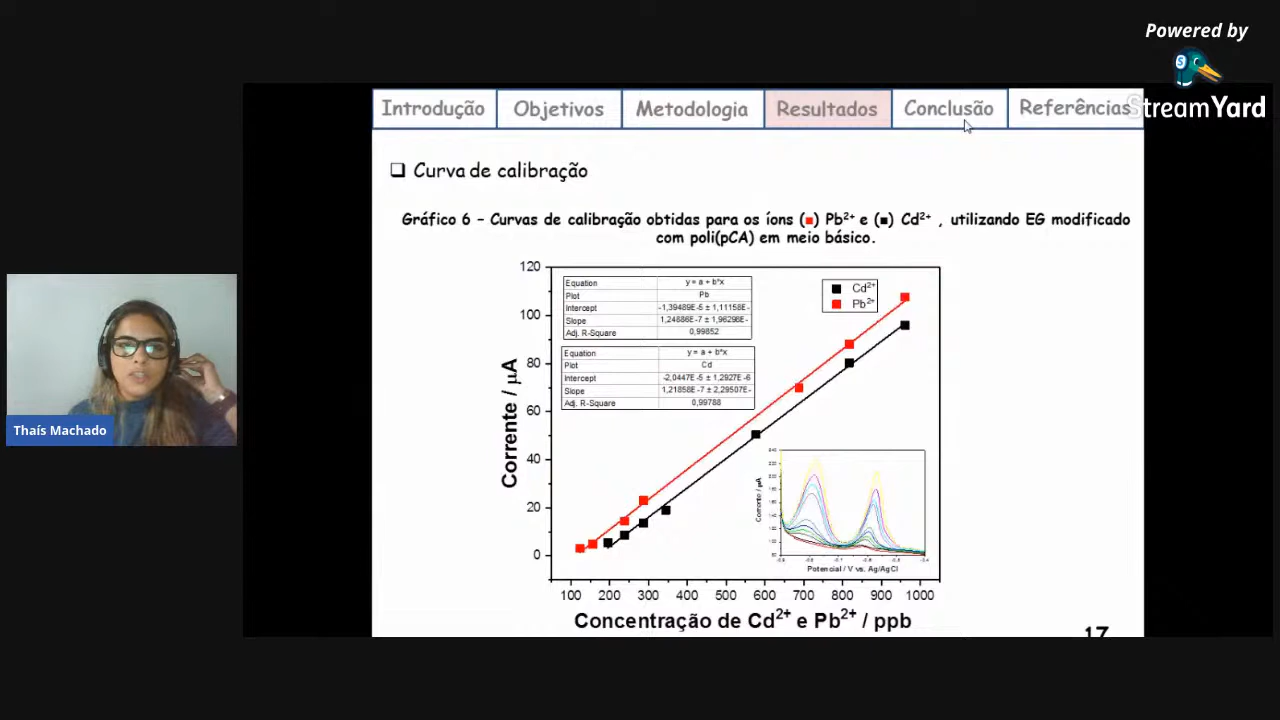 Powered by
StreamYard
Introdução Objetivos Metodologia Resultados Conclusão Referências
❑ Curva de calibração
Gráfico 6 – Curvas de calibração obtidas para os íons (■) Pb²⁺ e (■) Cd²⁺ , utilizando EG modificado
com poli(pCA) em meio básico.
120
100
80
60
40
20
0
Corrente / μA
Equation y = a + b*x
Plot Pb
Intercept -1,39489E-5 ± 1,11158E-
Slope 1,24886E-7 ± 1,96298E-
Adj. R-Square 0,99852
Equation y = a + b*x
Plot Cd
Intercept -2,0447E-5 ± 1,2927E-6
Slope 1,21858E-7 ± 2,29507E-
Adj. R-Square 0,99788
Cd²⁺
Pb²⁺
Corrente / μA
Potencial / V vs. Ag/AgCl
100 200 300 400 500 600 700 800 900 1000
Concentração de Cd²⁺ e Pb²⁺ / ppb
17
Thaís Machado